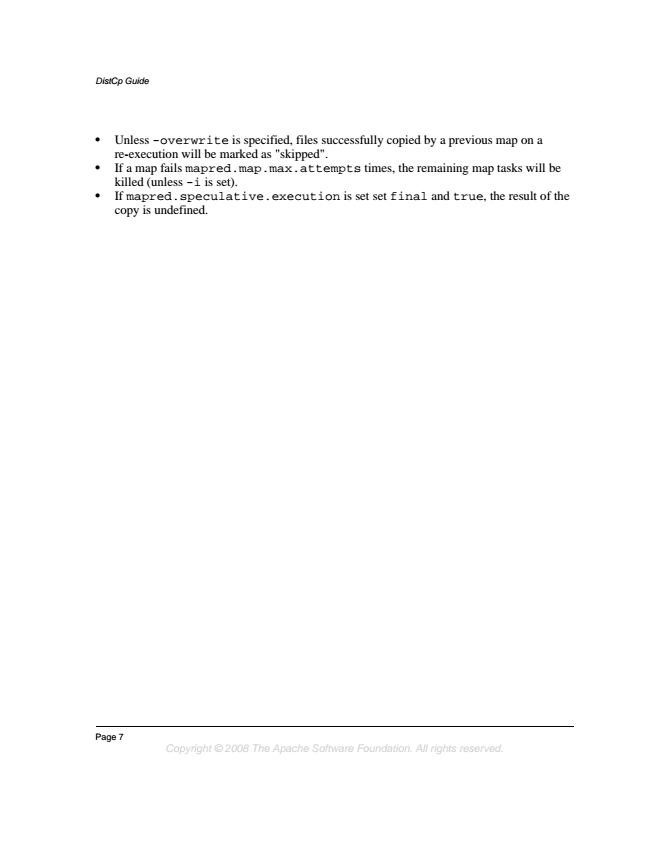 DistCp Guide
• Unless -overwrite is specified, files successfully copied by a previous map on a
re-execution will be marked as "skipped".
• If a map fails mapred.map.max.attempts times, the remaining map tasks will be
killed (unless -i is set).
• If mapred.speculative.execution is set set final and true, the result of the
copy is undefined.
Page 7
Copyright © 2008 The Apache Software Foundation. All rights reserved.